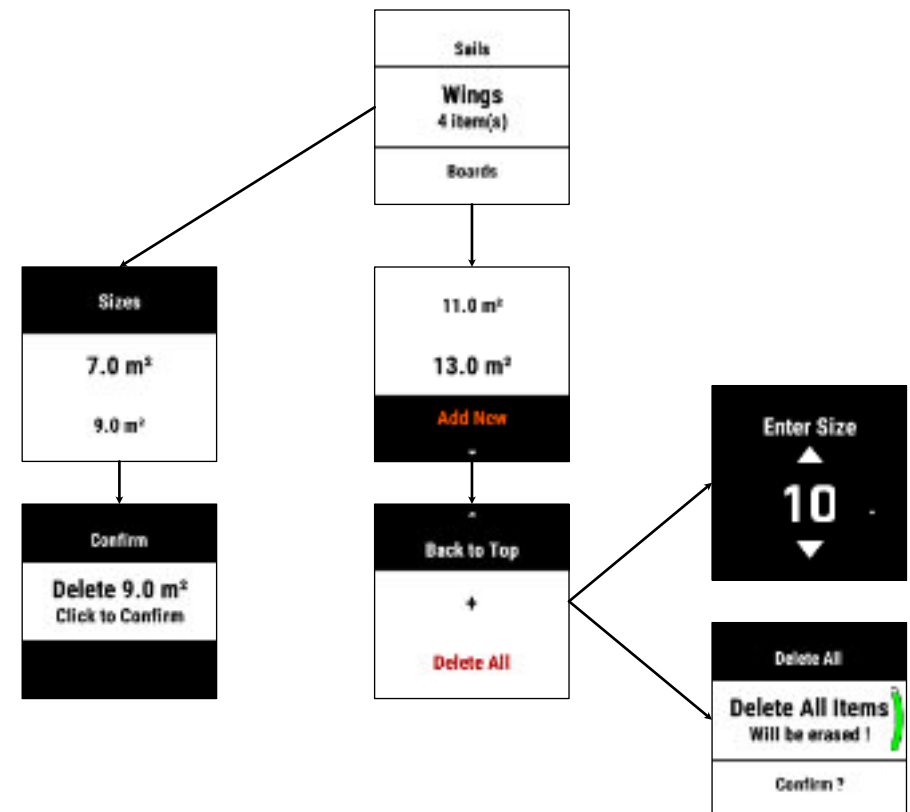 Sails
Wings
4 item(s)
Boards
Sizes
7.0 m²
9.0 m²
11.0 m²
13.0 m²
Add New
Enter Size
10
Confirm
Delete 9.0 m²
Click to Confirm
Back to Top
+
Delete All
Delete All
Delete All Items
Will be erased !
Confirm ?